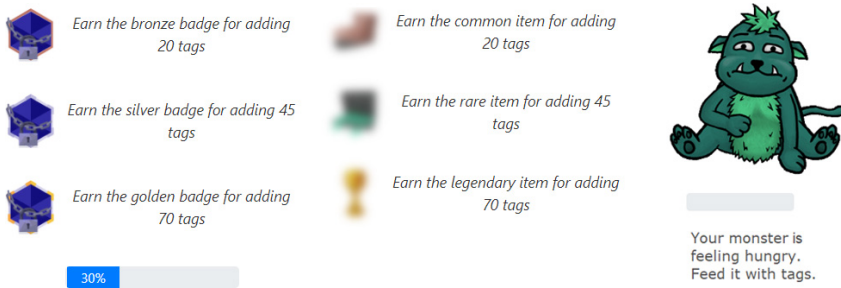 Earn the bronze badge for adding
20 tags
Earn the silver badge for adding 45
tags
Earn the golden badge for adding
70 tags
30%
Earn the common item for adding
20 tags
Earn the rare item for adding 45
tags
Earn the legendary item for adding
70 tags
Your monster is
feeling hungry.
Feed it with tags.